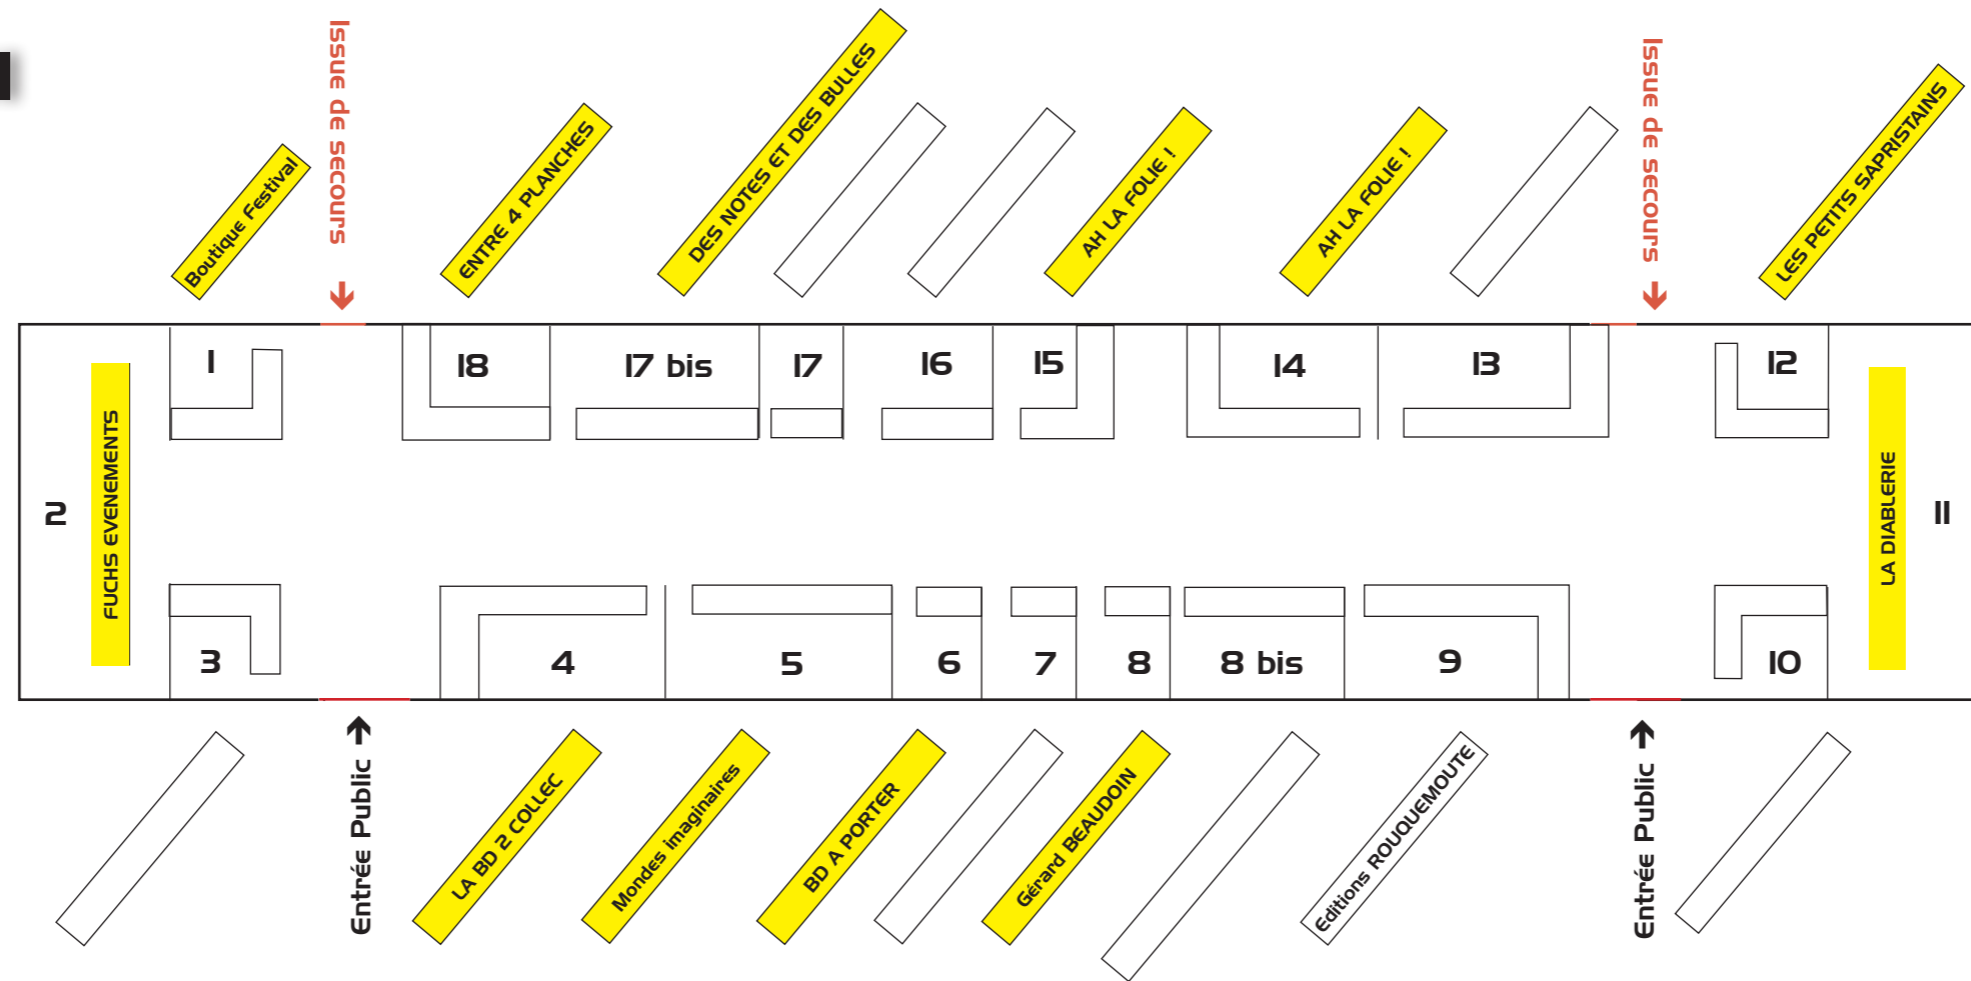 Boutique Festival
Issue de secours
ENTRE 4 PLANCHES
DES NOTES ET DES BULLES
AH LA FOLIE !
AH LA FOLIE !
Issue de secours
LES PETITS SAPRISTAINS
1
18
17 bis
17
16
15
14
13
12
2
FUCHS EVENEMENTS
LA DIABLERIE
11
3
4
5
6
7
8
8 bis
9
10
Entrée Public
LA BD 2 COLLEC
Mondes imaginaires
BD A PORTER
Gérard BEAUDOIN
Editions ROUQUEMOUTE
Entrée Public